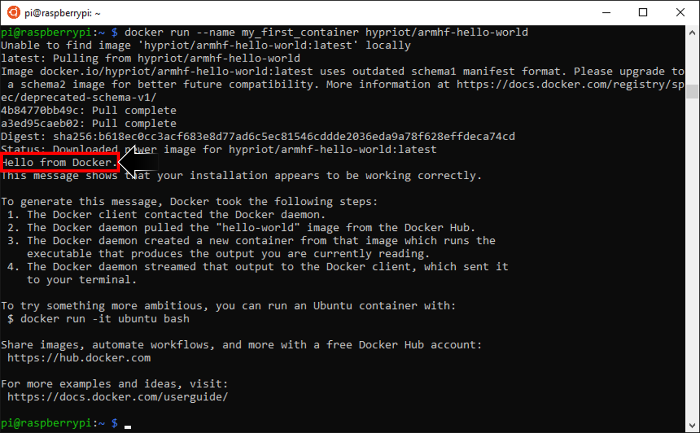 pi@raspberrypi: ~
pi@raspberrypi:~ $ docker run --name my_first_container hypriot/armhf-hello-world
Unable to find image 'hypriot/armhf-hello-world:latest' locally
latest: Pulling from hypriot/armhf-hello-world
Image docker.io/hypriot/armhf-hello-world:latest uses outdated schema1 manifest format. Please upgrade to
 a schema2 image for better future compatibility. More information at https://docs.docker.com/registry/sp
ec/deprecated-schema-v1/
4b84770bb49c: Pull complete
a3ed95caeb02: Pull complete
Digest: sha256:b618ec0cc3acf683e8d77ad6c5ec81546cddde2036eda9a78f628effdeca74cd
Status: Downloaded newer image for hypriot/armhf-hello-world:latest
Hello from Docker.
This message shows that your installation appears to be working correctly.
To generate this message, Docker took the following steps:
 1. The Docker client contacted the Docker daemon.
 2. The Docker daemon pulled the "hello-world" image from the Docker Hub.
 3. The Docker daemon created a new container from that image which runs the
    executable that produces the output you are currently reading.
 4. The Docker daemon streamed that output to the Docker client, which sent it
    to your terminal.
To try something more ambitious, you can run an Ubuntu container with:
 $ docker run -it ubuntu bash
Share images, automate workflows, and more with a free Docker Hub account:
 https://hub.docker.com
For more examples and ideas, visit:
 https://docs.docker.com/userguide/
pi@raspberrypi:~ $